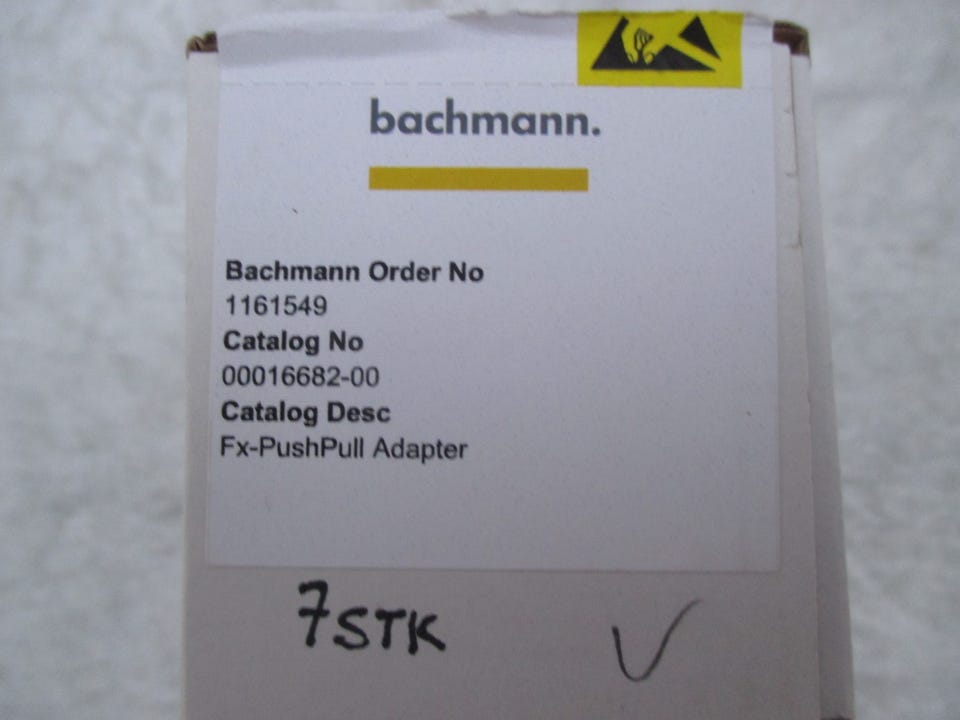 bachmann.
Bachmann Order No
1161549
Catalog No
00016682-00
Catalog Desc
Fx-PushPull Adapter
7STK